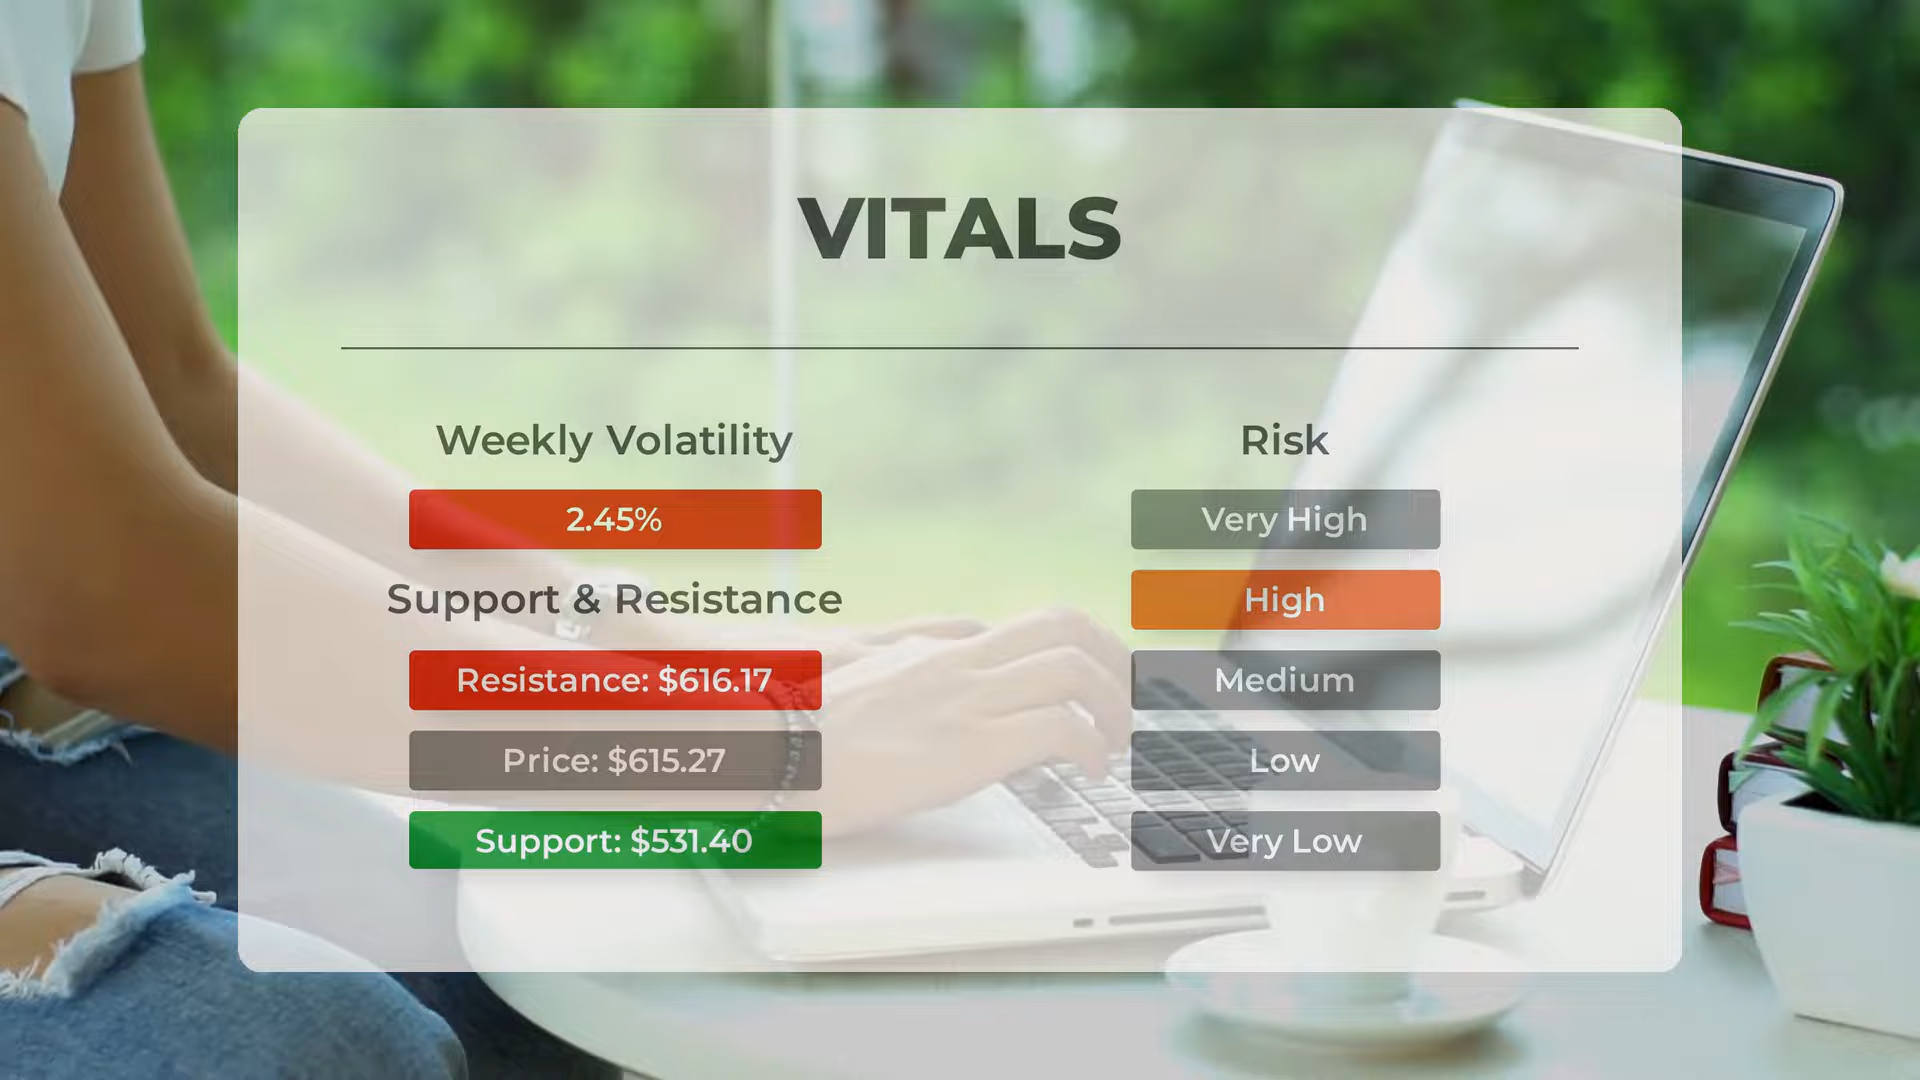 VITALS
Weekly Volatility
2.45%
Support & Resistance
Resistance: $616.17
Price: $615.27
Support: $531.40
Risk
Very High
High
Medium
Low
Very Low